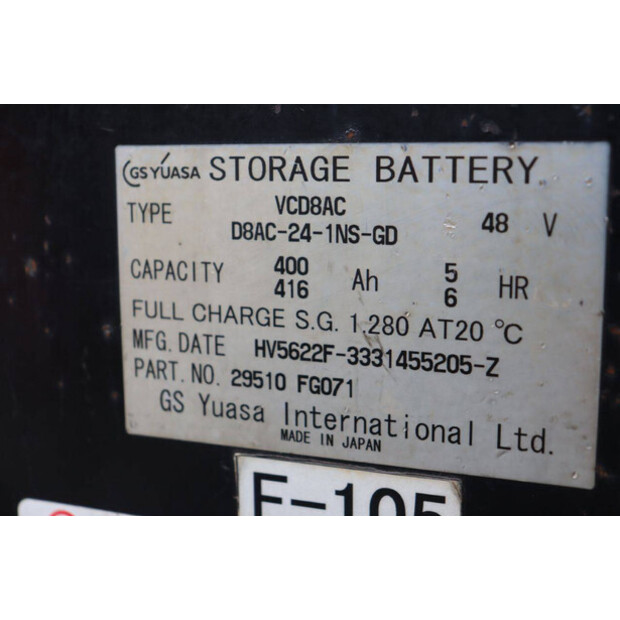 GS YUASA STORAGE BATTERY
TYPE VCD8AC
D8AC-24-1NS-GD 48 V
CAPACITY 400 Ah 5 HR
416 6
FULL CHARGE S.G. 1,280 AT20 °C
MFG. DATE HV5622F-3331455205-Z
PART. NO. 29510 FG071
GS Yuasa International Ltd.
MADE IN JAPAN
F-105